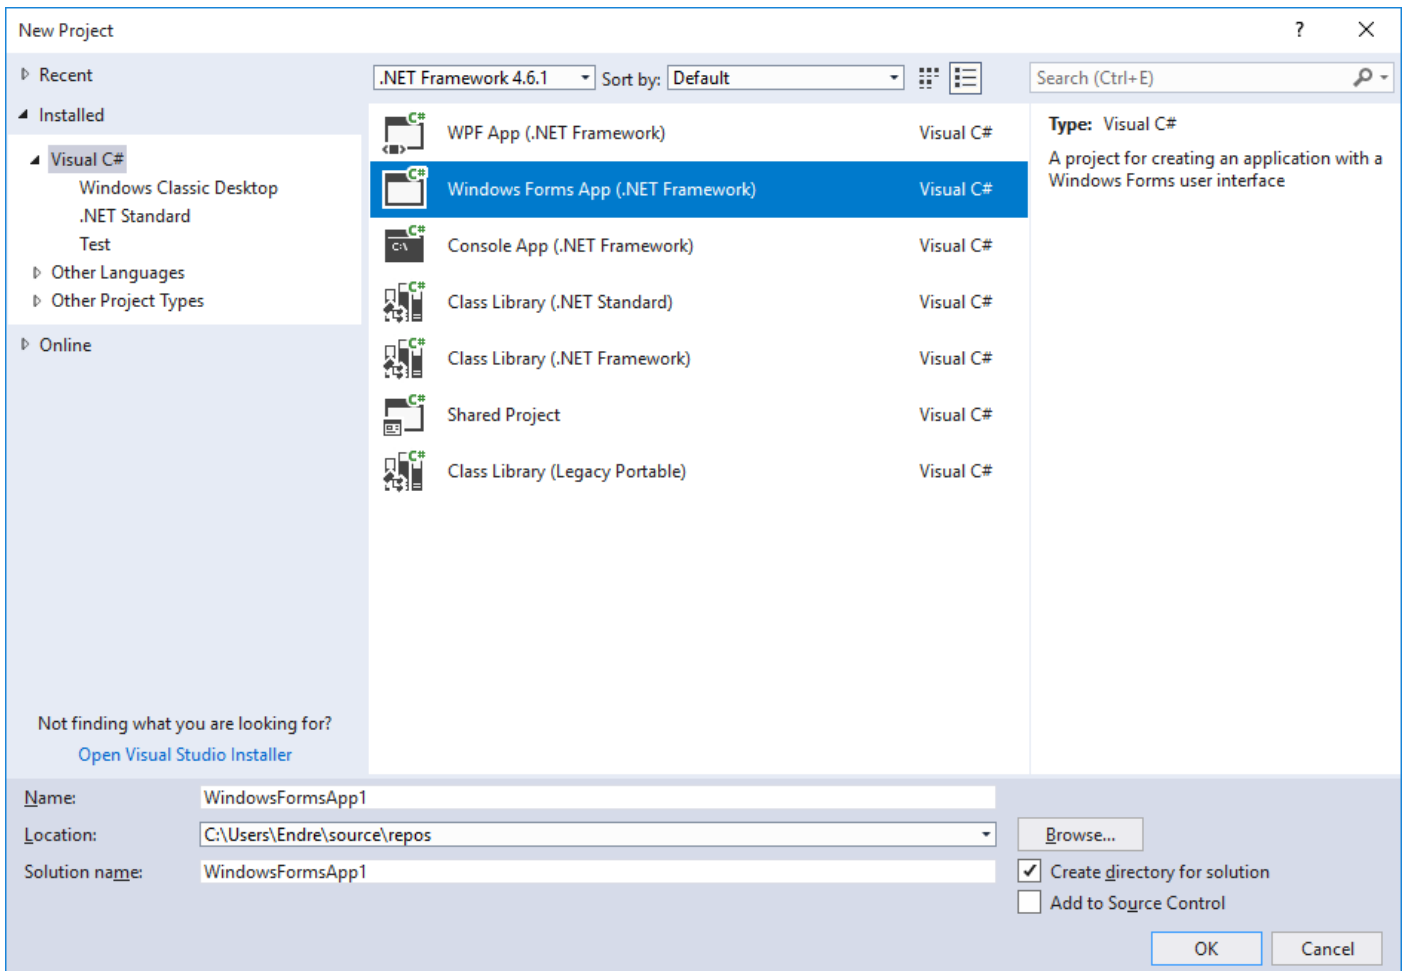 New Project
?
Recent
Installed
Visual C#
Windows Classic Desktop
.NET Standard
Test
Other Languages
Other Project Types
Online
Not finding what you are looking for?
Open Visual Studio Installer
.NET Framework 4.6.1
Sort by: Default
Search (Ctrl+E)
C# WPF App (.NET Framework) Visual C#
C# Windows Forms App (.NET Framework) Visual C#
C# C:\ Console App (.NET Framework) Visual C#
C# Class Library (.NET Standard) Visual C#
C# Class Library (.NET Framework) Visual C#
C# Shared Project Visual C#
C# Class Library (Legacy Portable) Visual C#
Type: Visual C#
A project for creating an application with a
Windows Forms user interface
Name: WindowsFormsApp1
Location: C:\Users\Endre\source\repos
Browse...
Solution name: WindowsFormsApp1
Create directory for solution
Add to Source Control
OK
Cancel